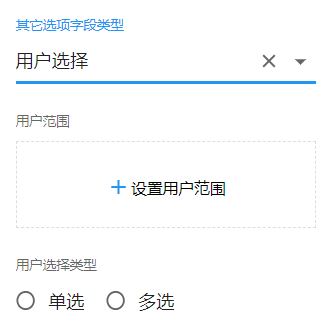 其它选项字段类型
用户选择
用户范围
+ 设置用户范围
用户选择类型
单选 多选